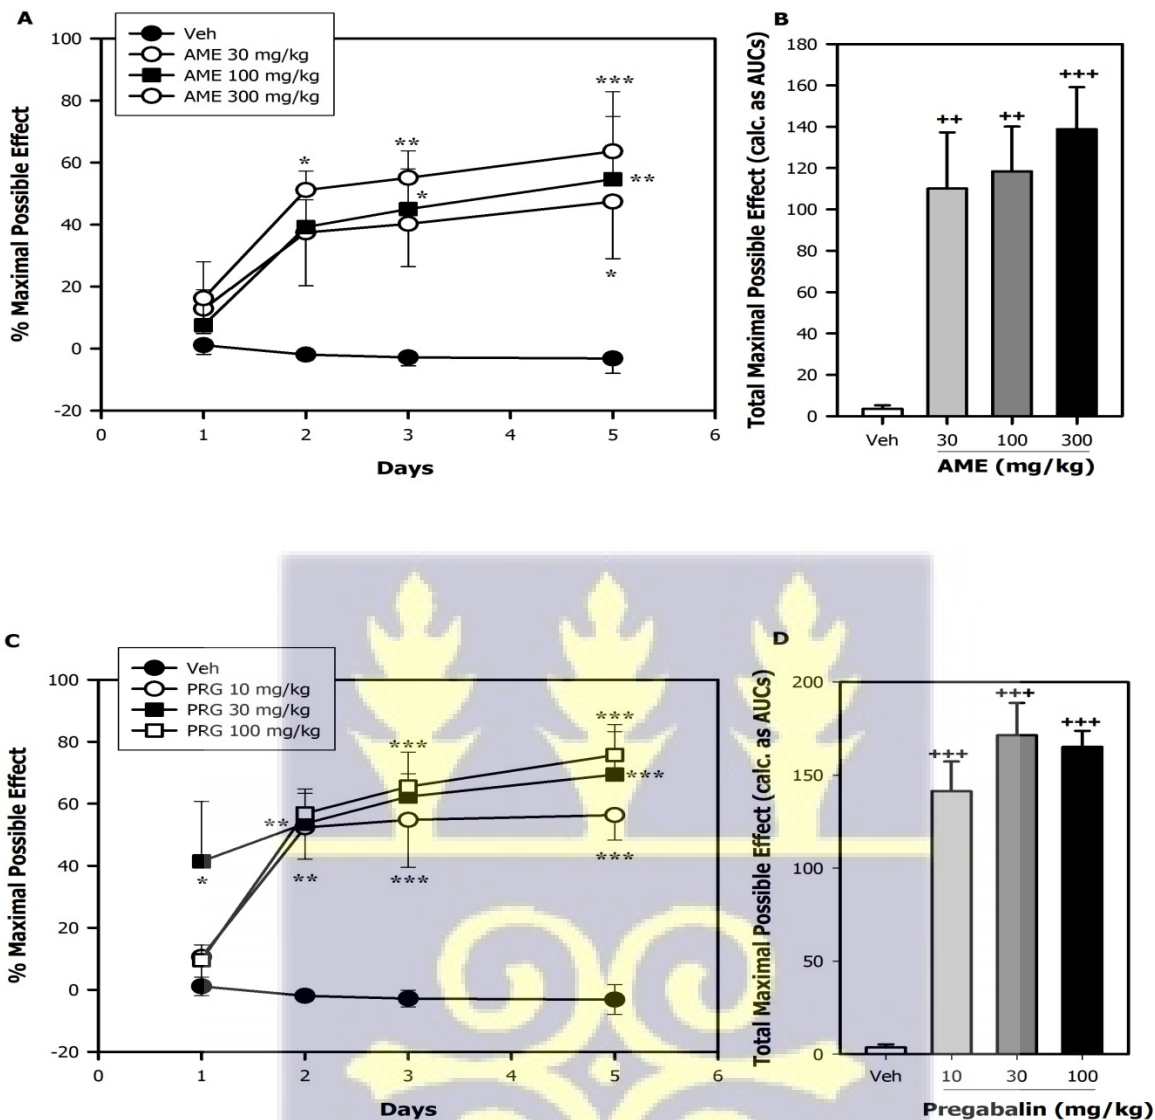 A
Veh
AME 30 mg/kg
AME 100 mg/kg
AME 300 mg/kg
% Maximal Possible Effect
100
80
60
40
20
0
-20
***
**
*
*
**
*
0 1 2 3 4 5 6
Days
B
Total Maximal Possible Effect (calc. as AUCs)
180
160
140
120
100
80
60
40
20
0
++ ++ +++
Veh 30 100 300
AME (mg/kg)
C
Veh
PRG 10 mg/kg
PRG 30 mg/kg
PRG 100 mg/kg
% Maximal Possible Effect
100
80
60
40
20
0
-20
***
***
***
**
*
** *** ***
0 1 2 3 4 5 6
Days
D
Total Maximal Possible Effect (calc. as AUCs)
200
150
100
50
0
+++ +++ +++
Veh 10 30 100
Pregabalin (mg/kg)